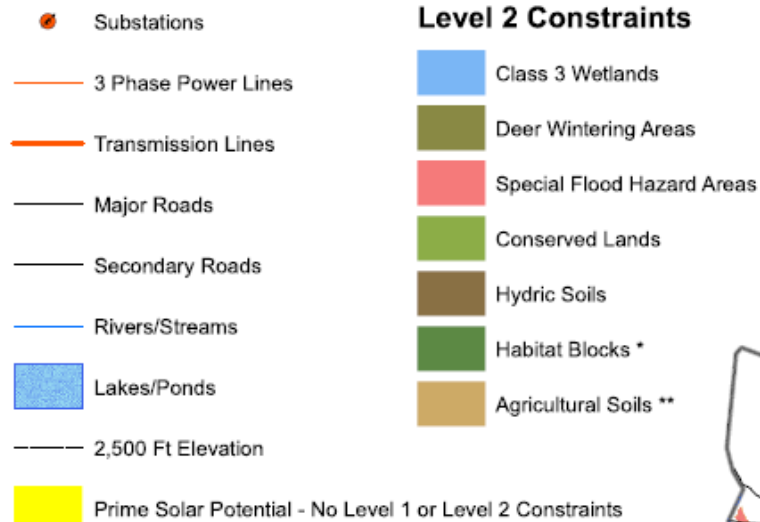 Substations
3 Phase Power Lines
Transmission Lines
Major Roads
Secondary Roads
Rivers/Streams
Lakes/Ponds
2,500 Ft Elevation
Prime Solar Potential - No Level 1 or Level 2 Constraints
Level 2 Constraints
Class 3 Wetlands
Deer Wintering Areas
Special Flood Hazard Areas
Conserved Lands
Hydric Soils
Habitat Blocks *
Agricultural Soils **